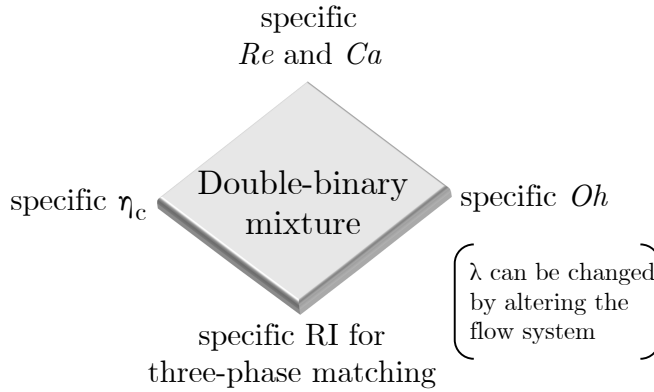 specific
Re and Ca
Double-binary
mixture
specific ηc
specific Oh
λ can be changed
by altering the
flow system
specific RI for
three-phase matching